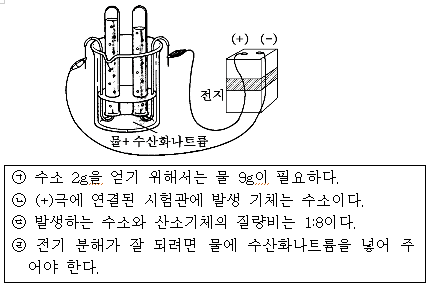 (+) (-)
전지
물+ 수산화나트륨
㉠ 수소 2g을 얻기 위해서는 물 9g이 필요하다.
㉡ (+)극에 연결된 시험관에 발생 기체는 수소이다.
㉢ 발생하는 수소와 산소기체의 질량비는 1:8이다.
㉣ 전기 분해가 잘 되려면 물에 수산화나트륨을 넣어 주
어야 한다.